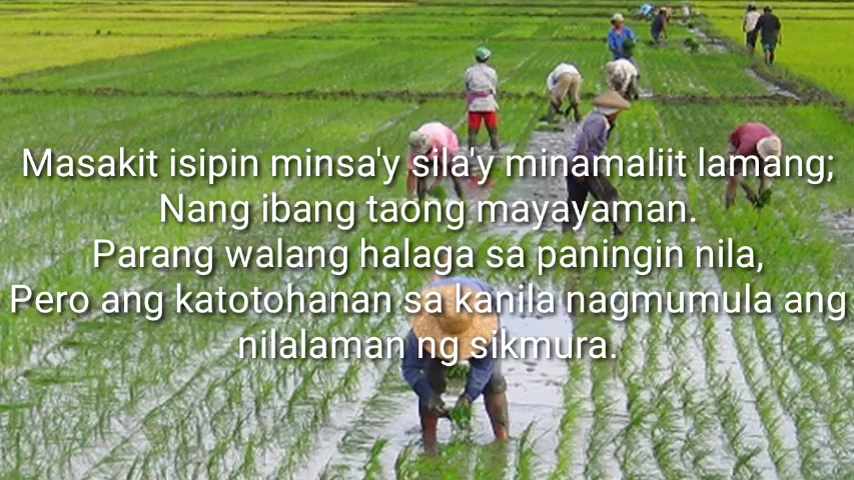 Masakit isipin minsa'y sila'y minamaliit lamang;
Nang ibang taong mayayaman.
Parang walang halaga sa paningin nila,
Pero ang katotohanan sa kanila nagmumula ang
nilalaman ng sikmura.